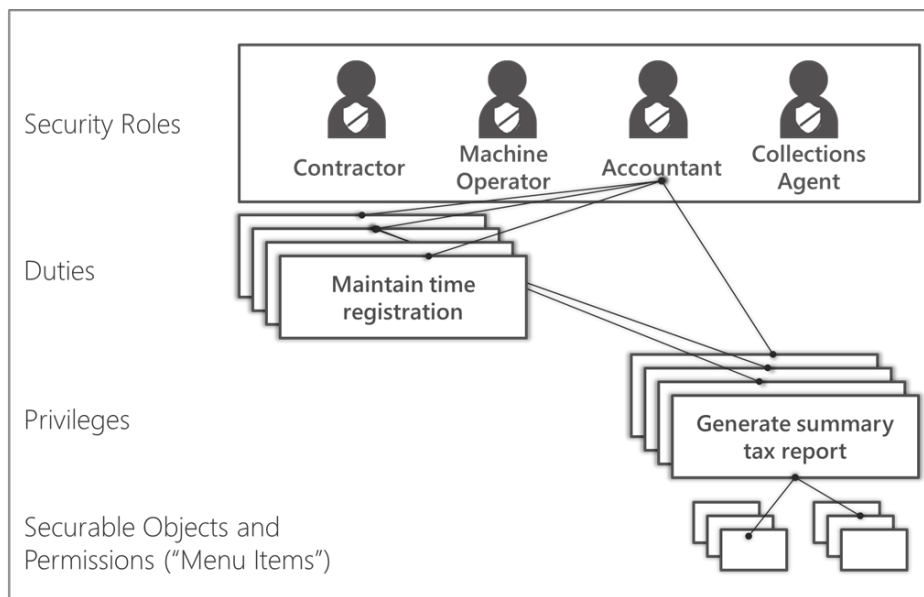 Security Roles
Contractor
Machine
Operator
Accountant
Collections
Agent
Duties
Maintain time
registration
Privileges
Generate summary
tax report
Securable Objects and
Permissions (“Menu Items”)